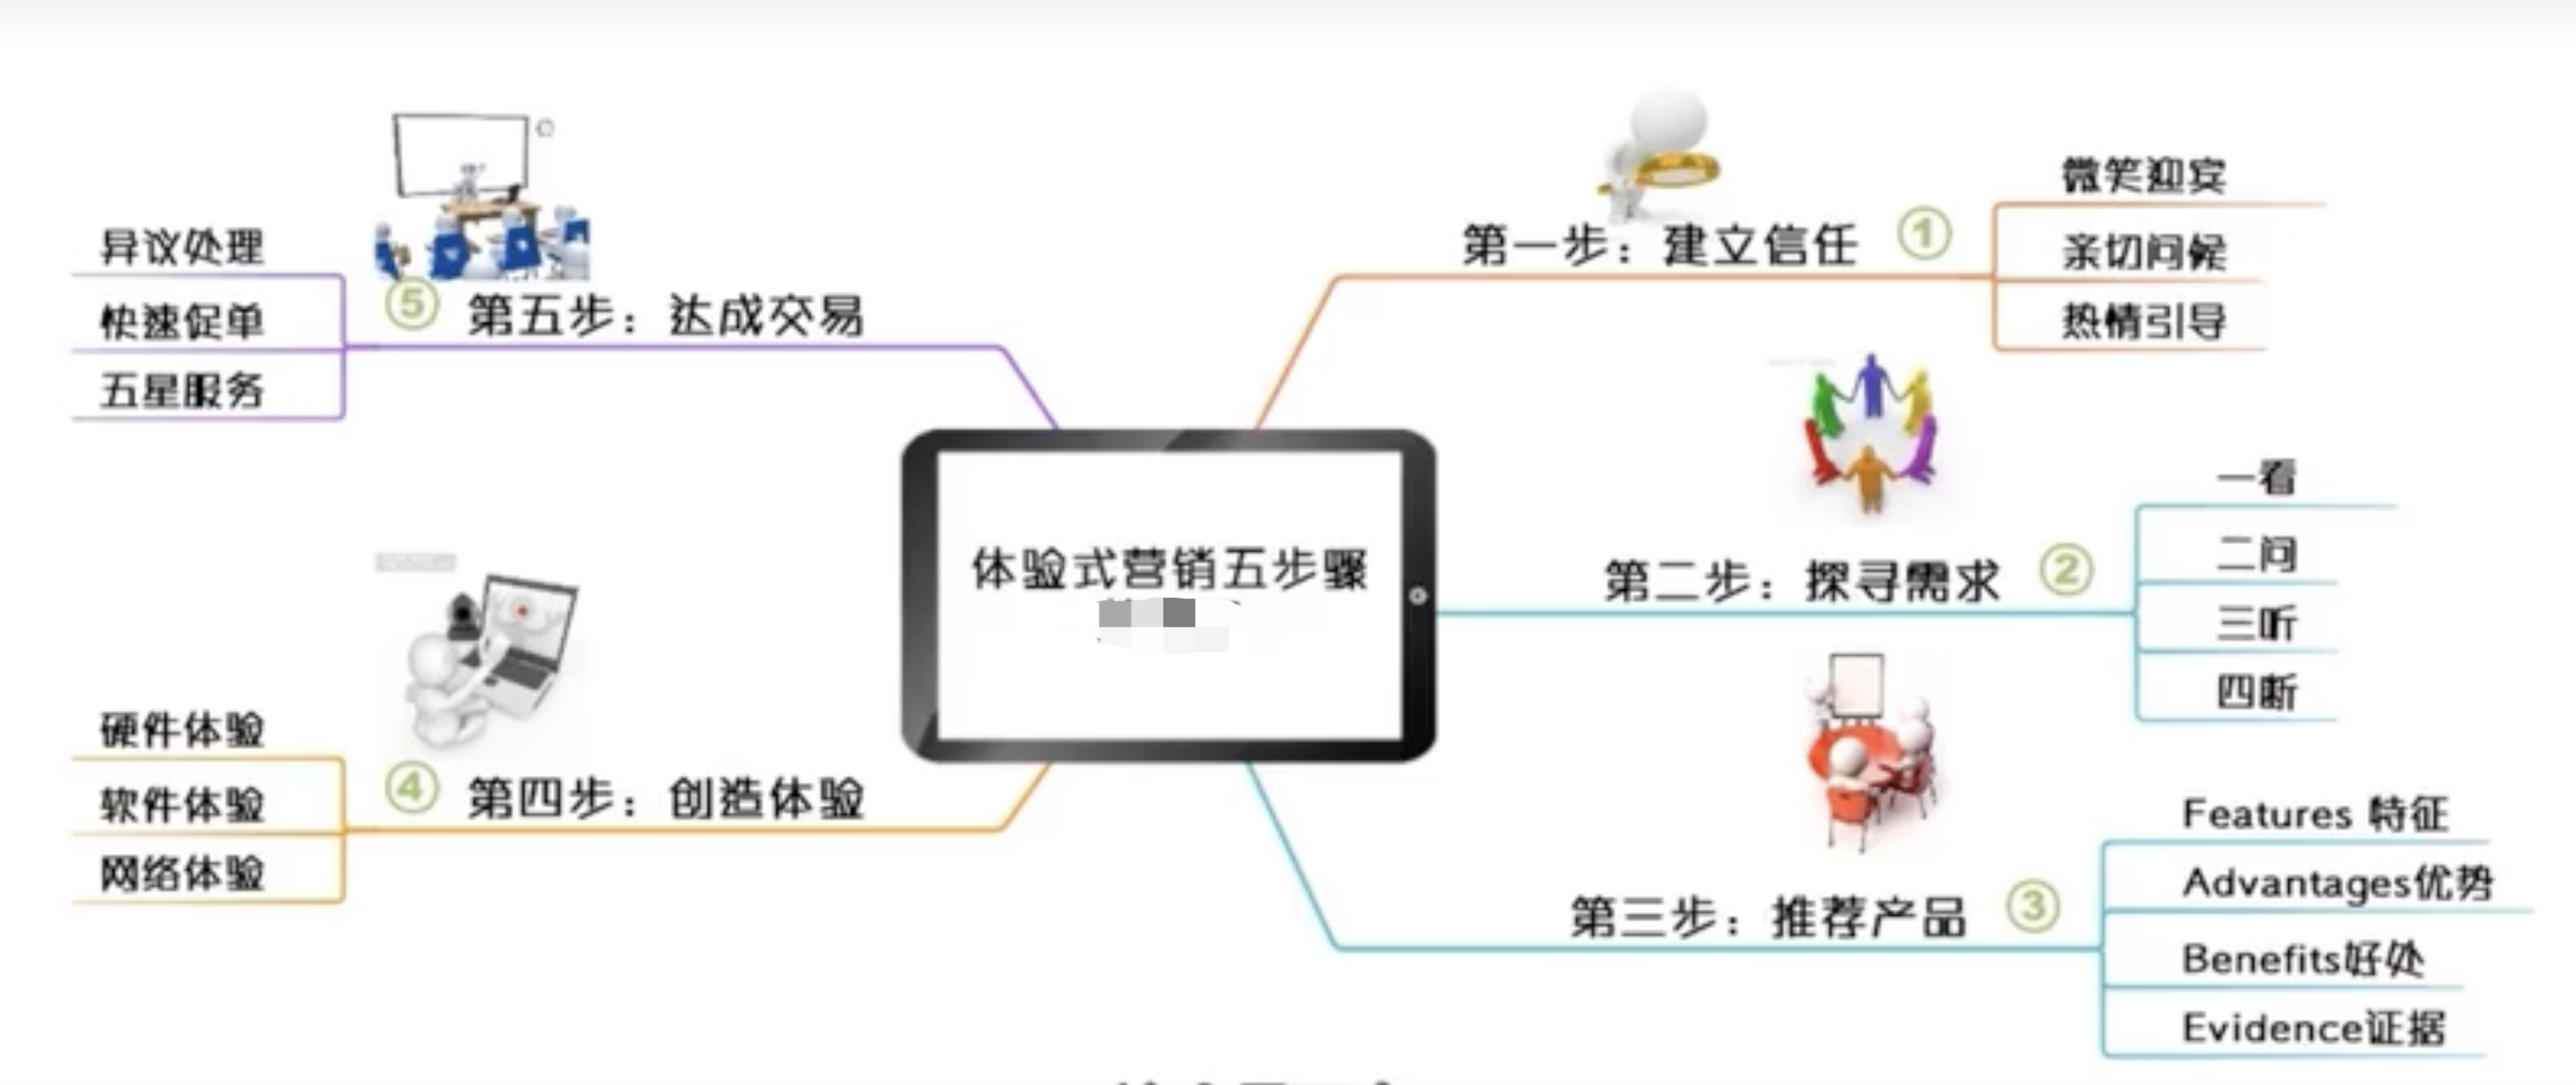 体验式营销五步骤
第一步：建立信任 ①
微笑迎宾
亲切问候
热情引导
第二步：探寻需求 ②
一看
二问
三听
四断
第三步：推荐产品 ③
Features 特征
Advantages优势
Benefits好处
Evidence证据
④ 第四步：创造体验
硬件体验
软件体验
网络体验
⑤ 第五步：达成交易
异议处理
快速促单
五星服务